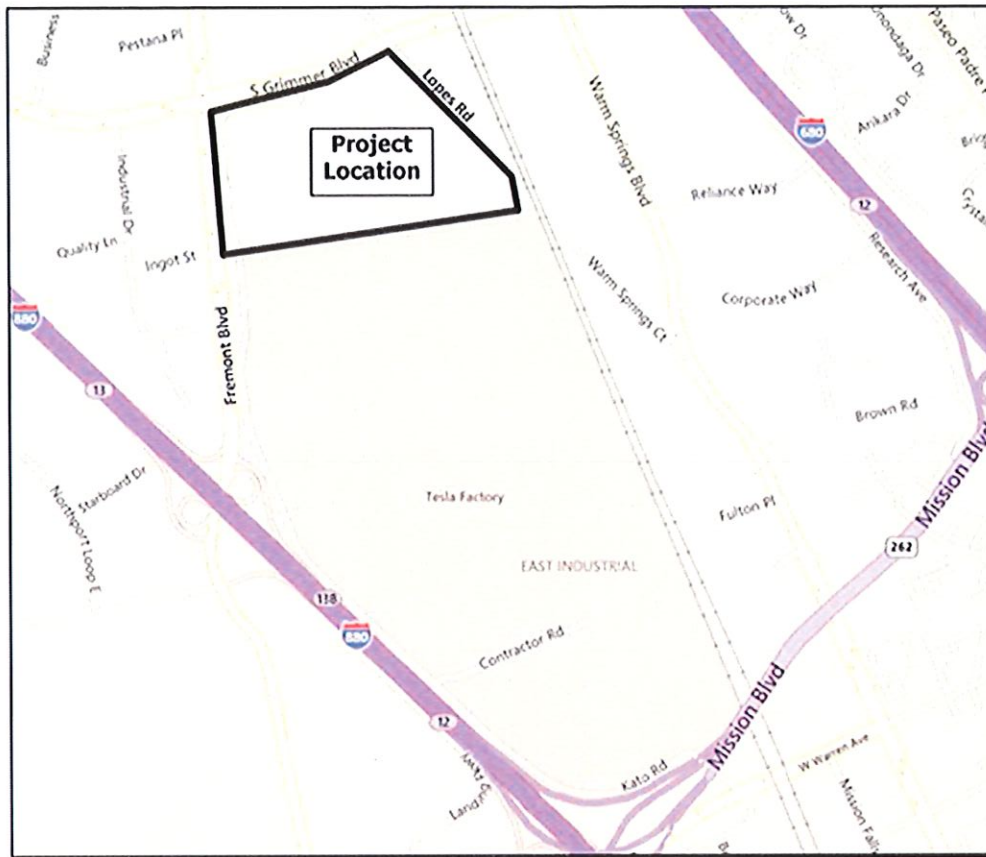 Business
Pestana Pl
S Grimmer Blvd
Lopes Rd
Project
Location
Warm Springs Blvd
680
Arikara Dr
Paseo Padre
Reliance Way
12
Industrial Dr
Quality Ln
Ingot St
Research Ave
Warm Springs Ct
Corporate Way
880
Fremont Blvd
13
Brown Rd
Mission Blvd
Starboard Dr
Northport Loop E
Tesla Factory
Fulton Pl
262
EAST INDUSTRIAL
138
880
Contractor Rd
Mission Blvd
12
Kato Rd
W Warren Ave
Mission Falls